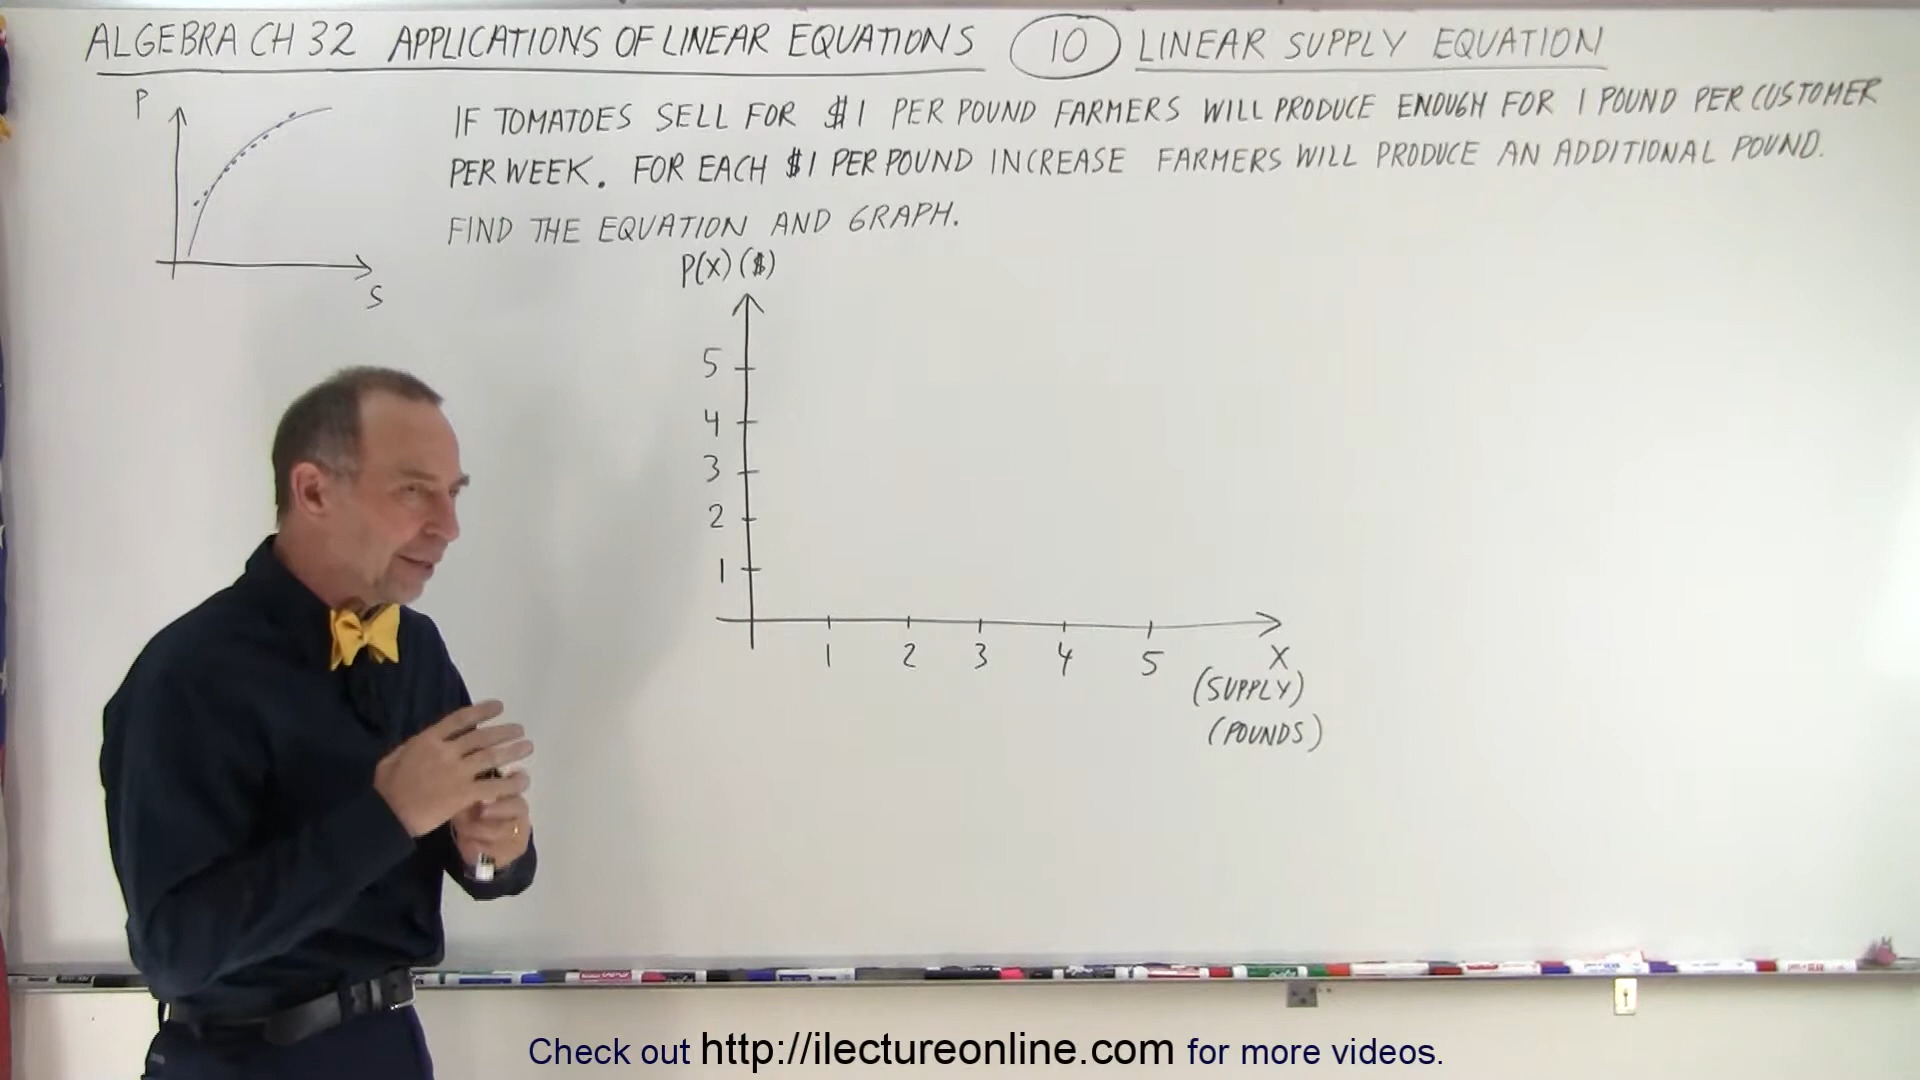 ALGEBRA CH 32 APPLICATIONS OF LINEAR EQUATIONS 10 LINEAR SUPPLY EQUATION
P
S
IF TOMATOES SELL FOR $1 PER POUND FARMERS WILL PRODUCE ENOUGH FOR 1 POUND PER CUSTOMER
PER WEEK. FOR EACH $1 PER POUND INCREASE FARMERS WILL PRODUCE AN ADDITIONAL POUND.
FIND THE EQUATION AND GRAPH.
P(X) ($)
5
4
3
2
1
1 2 3 4 5 X
(SUPPLY)
(POUNDS)
Check out http://ilectureonline.com for more videos.